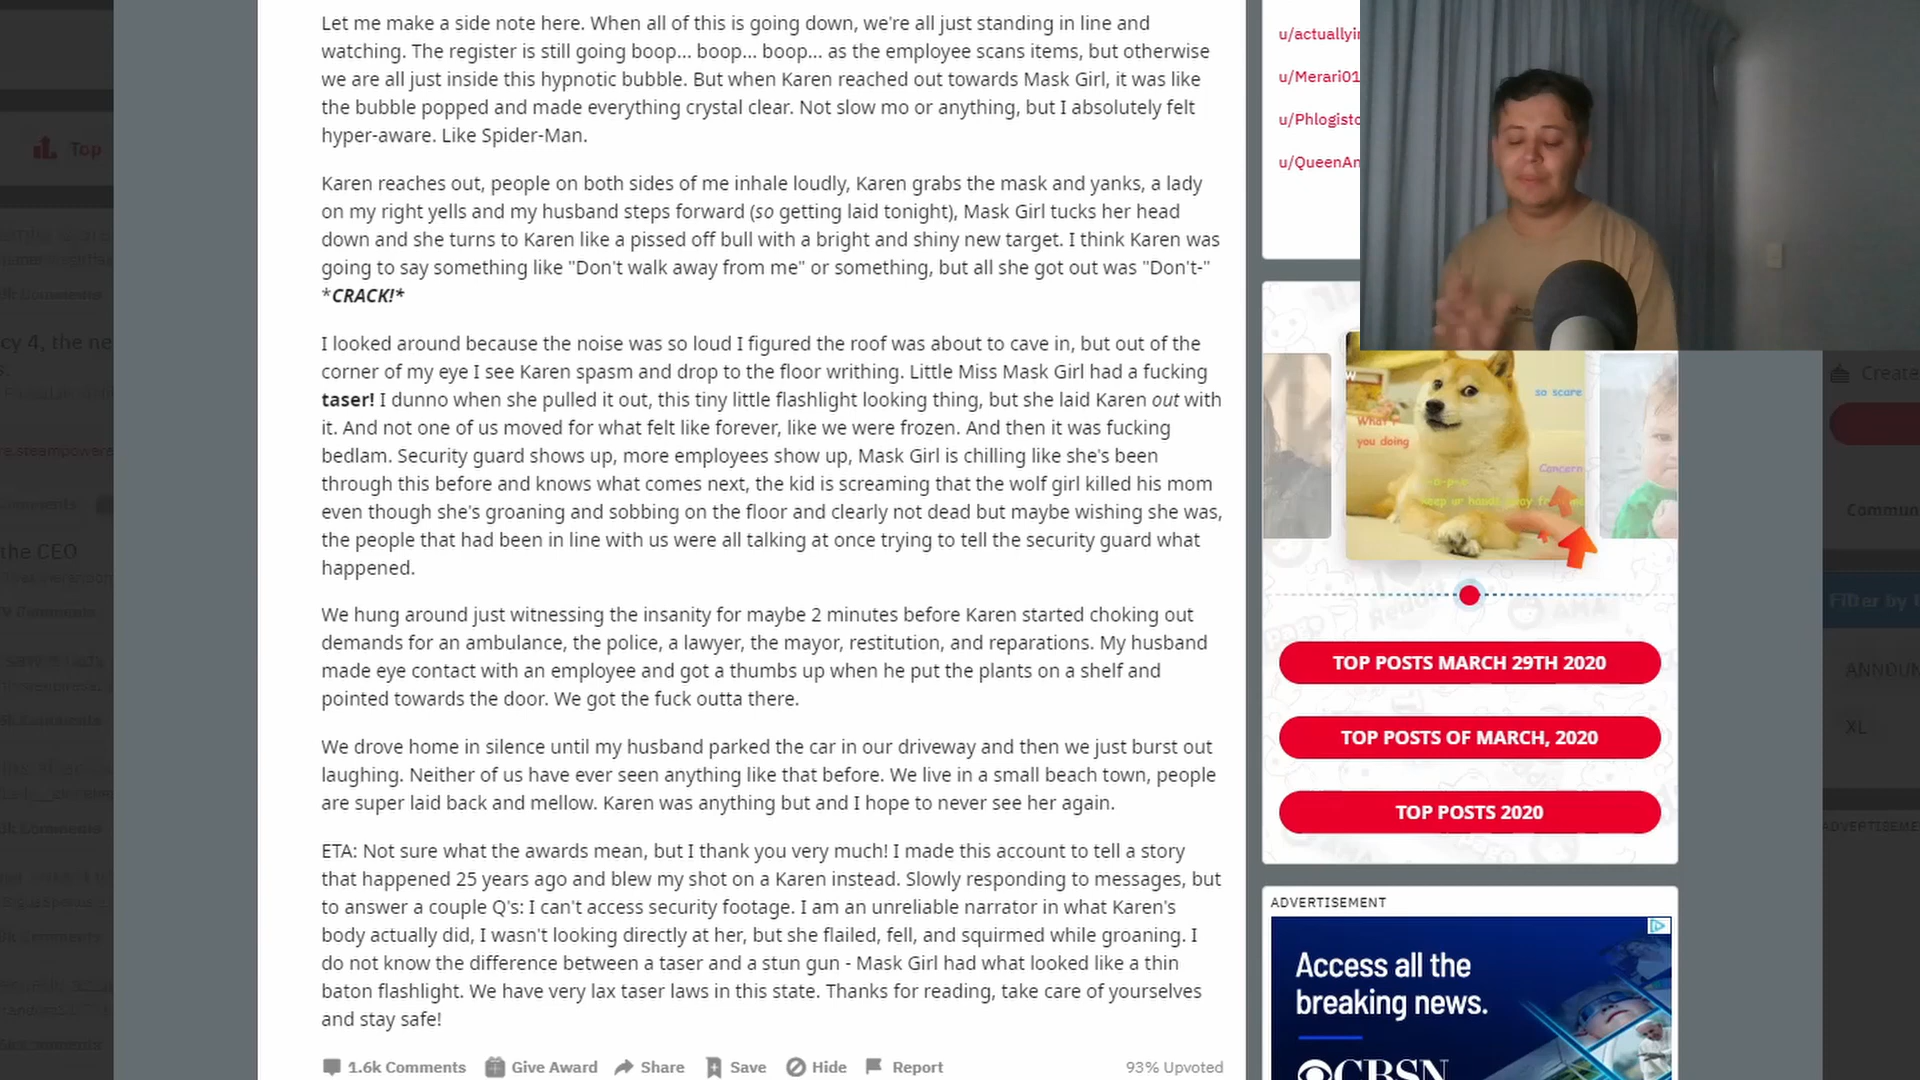 Let me make a side note here. When all of this is going down, we're all just standing in line and
watching. The register is still going boop... boop... boop... as the employee scans items, but otherwise
we are all just inside this hypnotic bubble. But when Karen reached out towards Mask Girl, it was like
the bubble popped and made everything crystal clear. Not slow mo or anything, but I absolutely felt
hyper-aware. Like Spider-Man.
Karen reaches out, people on both sides of me inhale loudly, Karen grabs the mask and yanks, a lady
on my right yells and my husband steps forward (so getting laid tonight), Mask Girl tucks her head
down and she turns to Karen like a pissed off bull with a bright and shiny new target. I think Karen was
going to say something like "Don't walk away from me" or something, but all she got out was "Don't-"
*CRACK!*
I looked around because the noise was so loud I figured the roof was about to cave in, but out of the
corner of my eye I see Karen spasm and drop to the floor writhing. Little Miss Mask Girl had a fucking
taser! I dunno when she pulled it out, this tiny little flashlight looking thing, but she laid Karen out with
it. And not one of us moved for what felt like forever, like we were frozen. And then it was fucking
bedlam. Security guard shows up, more employees show up, Mask Girl is chilling like she's been
through this before and knows what comes next, the kid is screaming that the wolf girl killed his mom
even though she's groaning and sobbing on the floor and clearly not dead but maybe wishing she was,
the people that had been in line with us were all talking at once trying to tell the security guard what
happened.
We hung around just witnessing the insanity for maybe 2 minutes before Karen started choking out
demands for an ambulance, the police, a lawyer, the mayor, restitution, and reparations. My husband
made eye contact with an employee and got a thumbs up when he put the plants on a shelf and
pointed towards the door. We got the fuck outta there.
We drove home in silence until my husband parked the car in our driveway and then we just burst out
laughing. Neither of us have ever seen anything like that before. We live in a small beach town, people
are super laid back and mellow. Karen was anything but and I hope to never see her again.
ETA: Not sure what the awards mean, but I thank you very much! I made this account to tell a story
that happened 25 years ago and blew my shot on a Karen instead. Slowly responding to messages, but
to answer a couple Q's: I can't access security footage. I am an unreliable narrator in what Karen's
body actually did, I wasn't looking directly at her, but she flailed, fell, and squirmed while groaning. I
do not know the difference between a taser and a stun gun - Mask Girl had what looked like a thin
baton flashlight. We have very lax taser laws in this state. Thanks for reading, take care of yourselves
and stay safe!
1.6k Comments Give Award Share Save Hide Report 93% Upvoted
Top
cy 4, the ne
the CEO
u/actuallyi
u/Merari01
u/Phlogisto
u/QueenAn
so scare
What
you doing
Concern
TOP POSTS MARCH 29TH 2020
TOP POSTS OF MARCH, 2020
TOP POSTS 2020
ADVERTISEMENT
Access all the
breaking news.
CBSN
Create
Commun
Filter by
ANNOUN
XL
ADVERTISEME